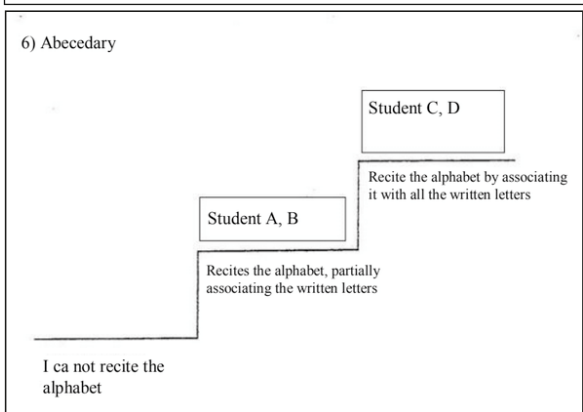 6) Abecedary
Student C, D
Recite the alphabet by associating
it with all the written letters
Student A, B
Recites the alphabet, partially
associating the written letters
I ca not recite the
alphabet